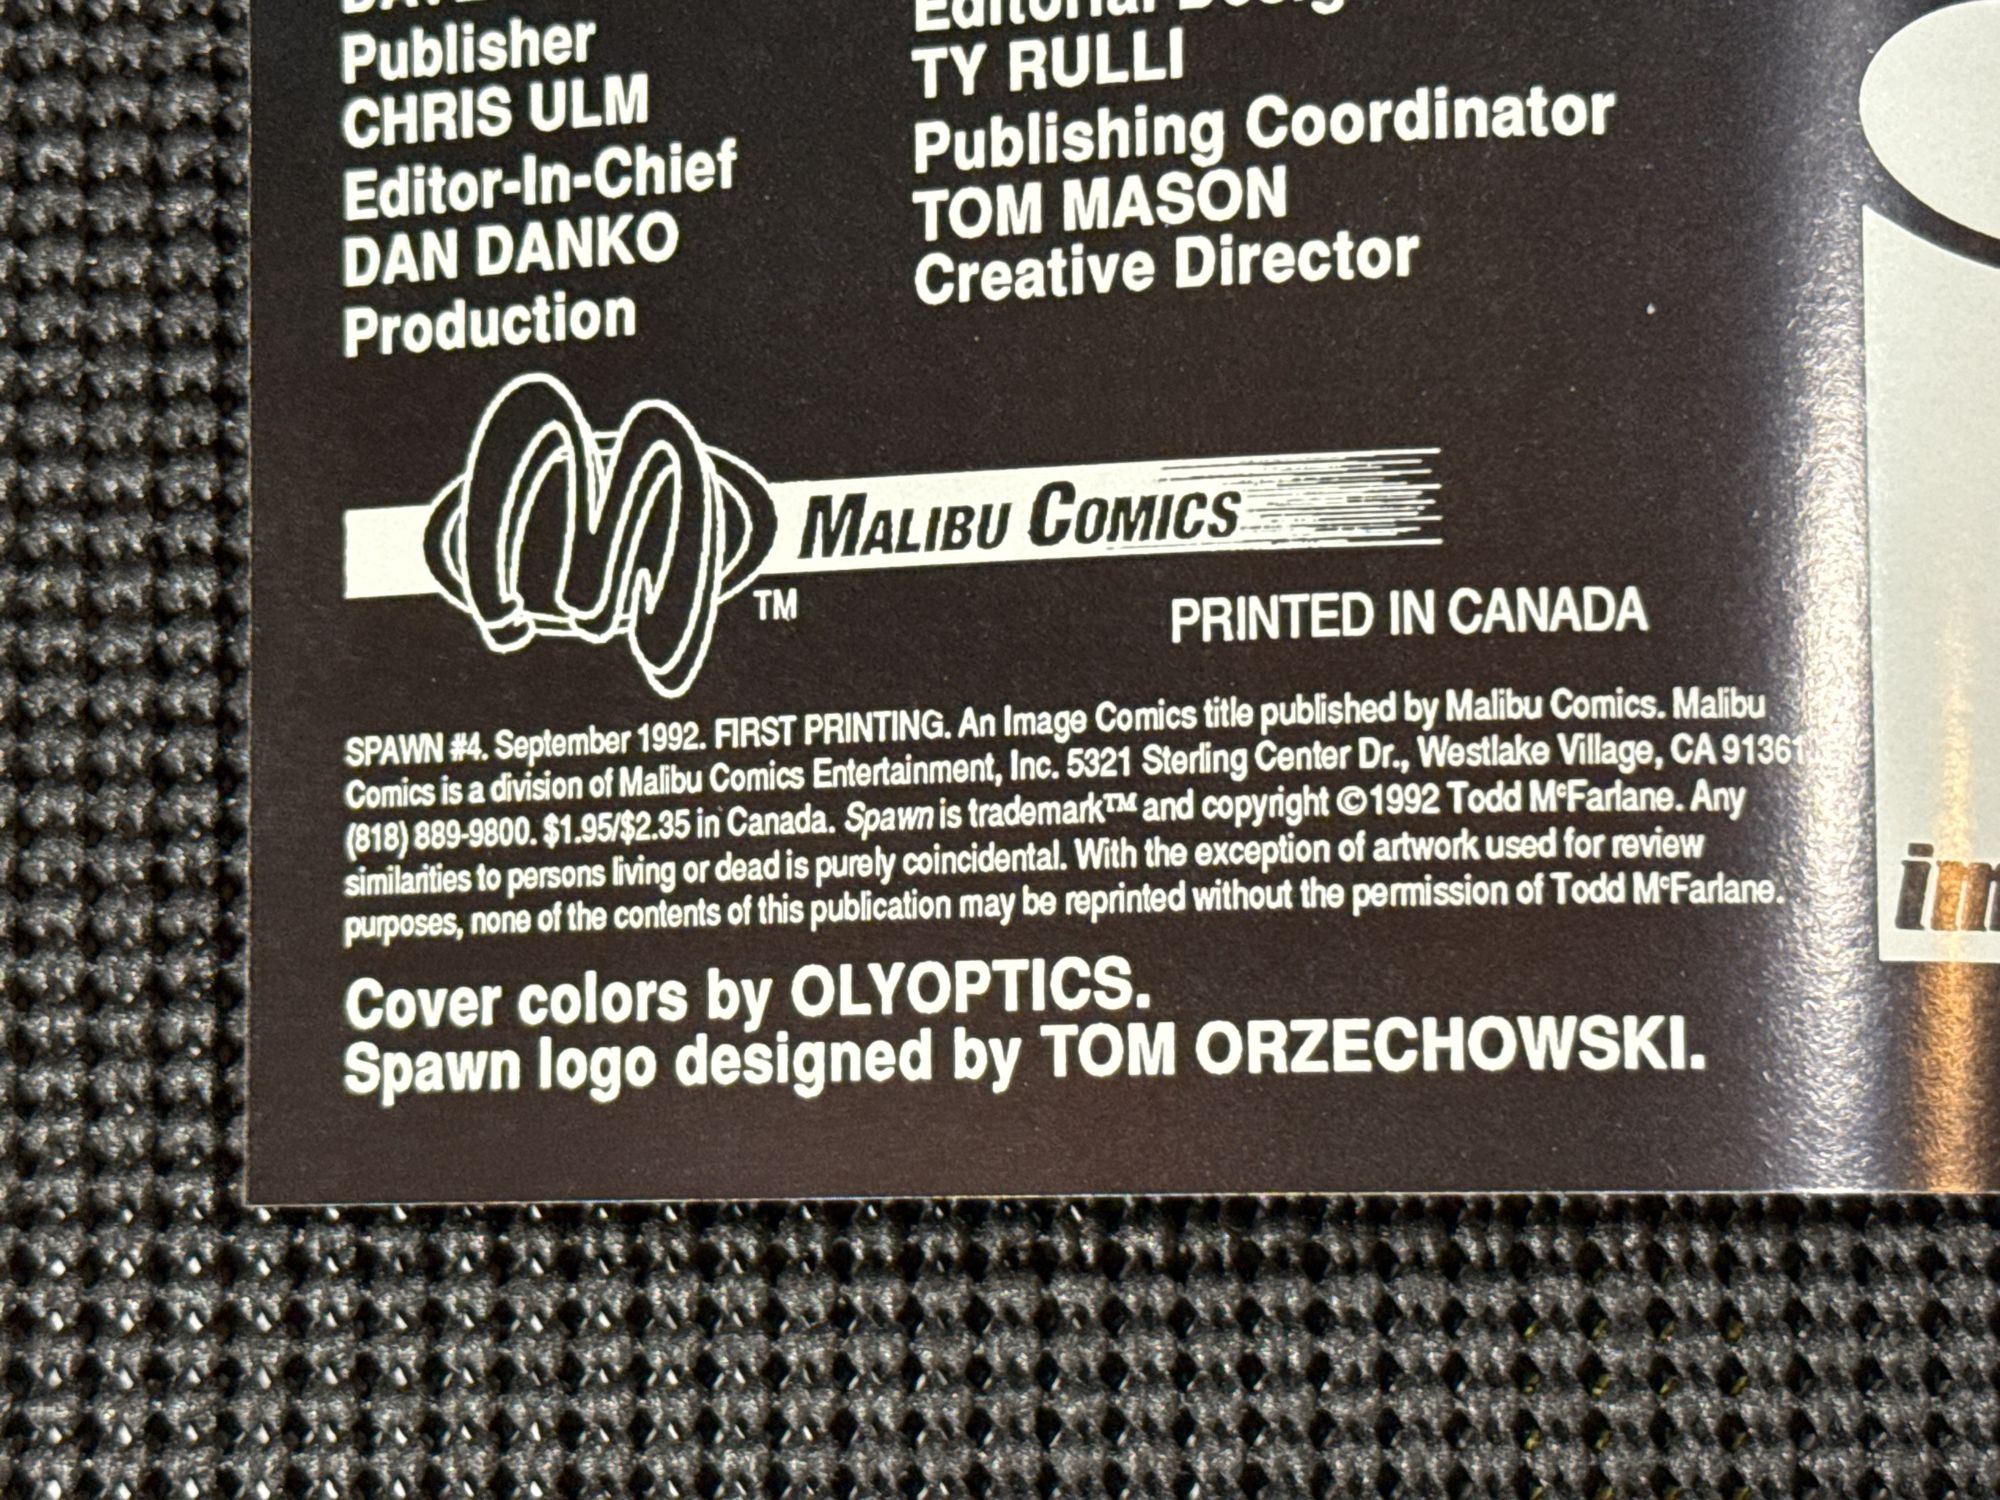 Publisher
CHRIS ULM
Editor-In-Chief
DAN DANKO
Production
Editorial
TY RULLI
Publishing Coordinator
TOM MASON
Creative Director
MALIBU COMICS
TM
PRINTED IN CANADA
SPAWN #4. September 1992. FIRST PRINTING. An Image Comics title published by Malibu Comics. Malibu
Comics is a division of Malibu Comics Entertainment, Inc. 5321 Sterling Center Dr., Westlake Village, CA 91361
(818) 889-9800. $1.95/$2.35 in Canada. Spawn is trademark™ and copyright ©1992 Todd McFarlane. Any
similarities to persons living or dead is purely coincidental. With the exception of artwork used for review
purposes, none of the contents of this publication may be reprinted without the permission of Todd McFarlane.
Cover colors by OLYOPTICS.
Spawn logo designed by TOM ORZECHOWSKI.